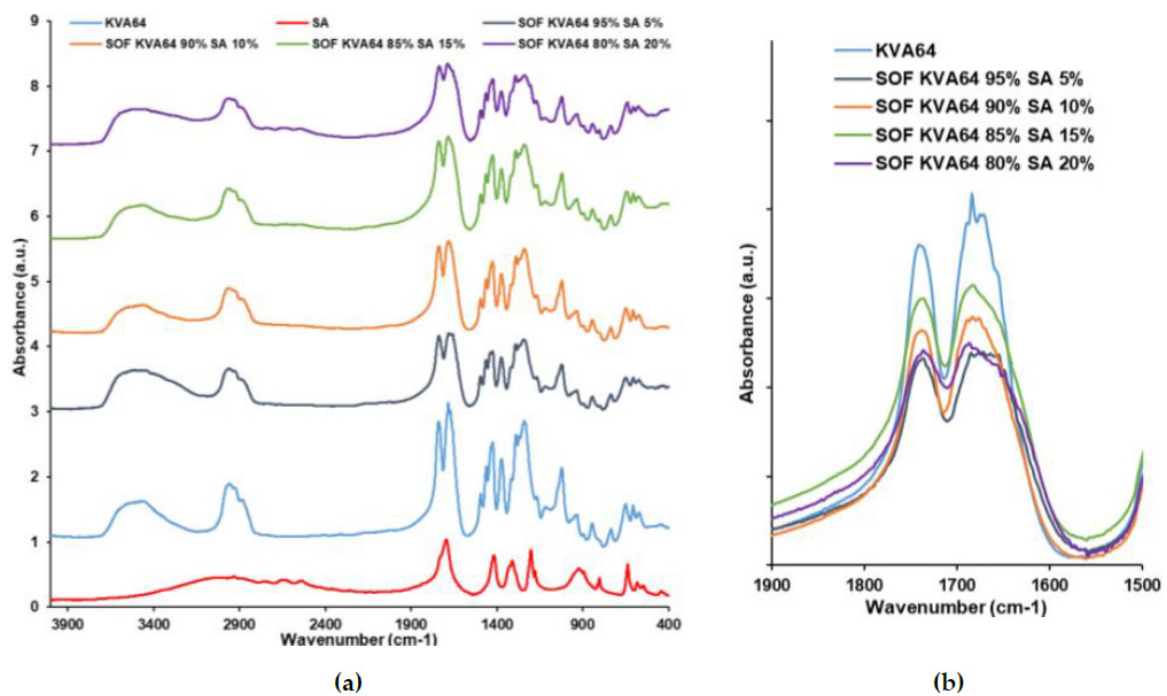 KVA64 SA SOF KVA64 95% SA 5%
SOF KVA64 90% SA 10% SOF KVA64 85% SA 15% SOF KVA64 80% SA 20%
9
8
7
6
5
4
3
2
1
0
Absorbance (a.u.)
3900 3400 2900 2400 1900 1400 900 400
Wavenumber (cm-1)
(a)
KVA64
SOF KVA64 95% SA 5%
SOF KVA64 90% SA 10%
SOF KVA64 85% SA 15%
SOF KVA64 80% SA 20%
Absorbance (a.u.)
1900 1800 1700 1600 1500
Wavenumber (cm-1)
(b)